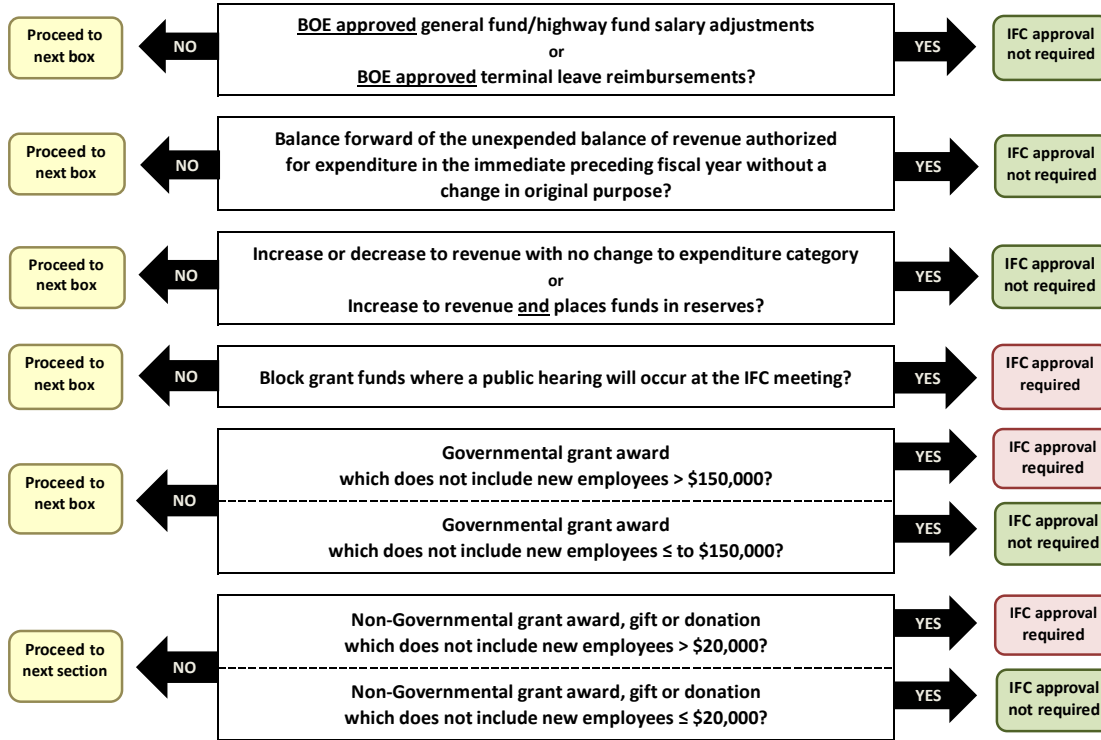 Proceed to
next box
NO
BOE approved general fund/highway fund salary adjustments
or
BOE approved terminal leave reimbursements?
YES
IFC approval
not required
Proceed to
next box
NO
Balance forward of the unexpended balance of revenue authorized
for expenditure in the immediate preceding fiscal year without a
change in original purpose?
YES
IFC approval
not required
Proceed to
next box
NO
Increase or decrease to revenue with no change to expenditure category
or
Increase to revenue and places funds in reserves?
YES
IFC approval
not required
Proceed to
next box
NO
Block grant funds where a public hearing will occur at the IFC meeting?
YES
IFC approval
required
Proceed to
next box
NO
Governmental grant award
which does not include new employees > $150,000?
YES
IFC approval
required
Governmental grant award
which does not include new employees ≤ to $150,000?
YES
IFC approval
not required
Proceed to
next section
NO
Non-Governmental grant award, gift or donation
which does not include new employees > $20,000?
YES
IFC approval
required
Non-Governmental grant award, gift or donation
which does not include new employees ≤ $20,000?
YES
IFC approval
not required